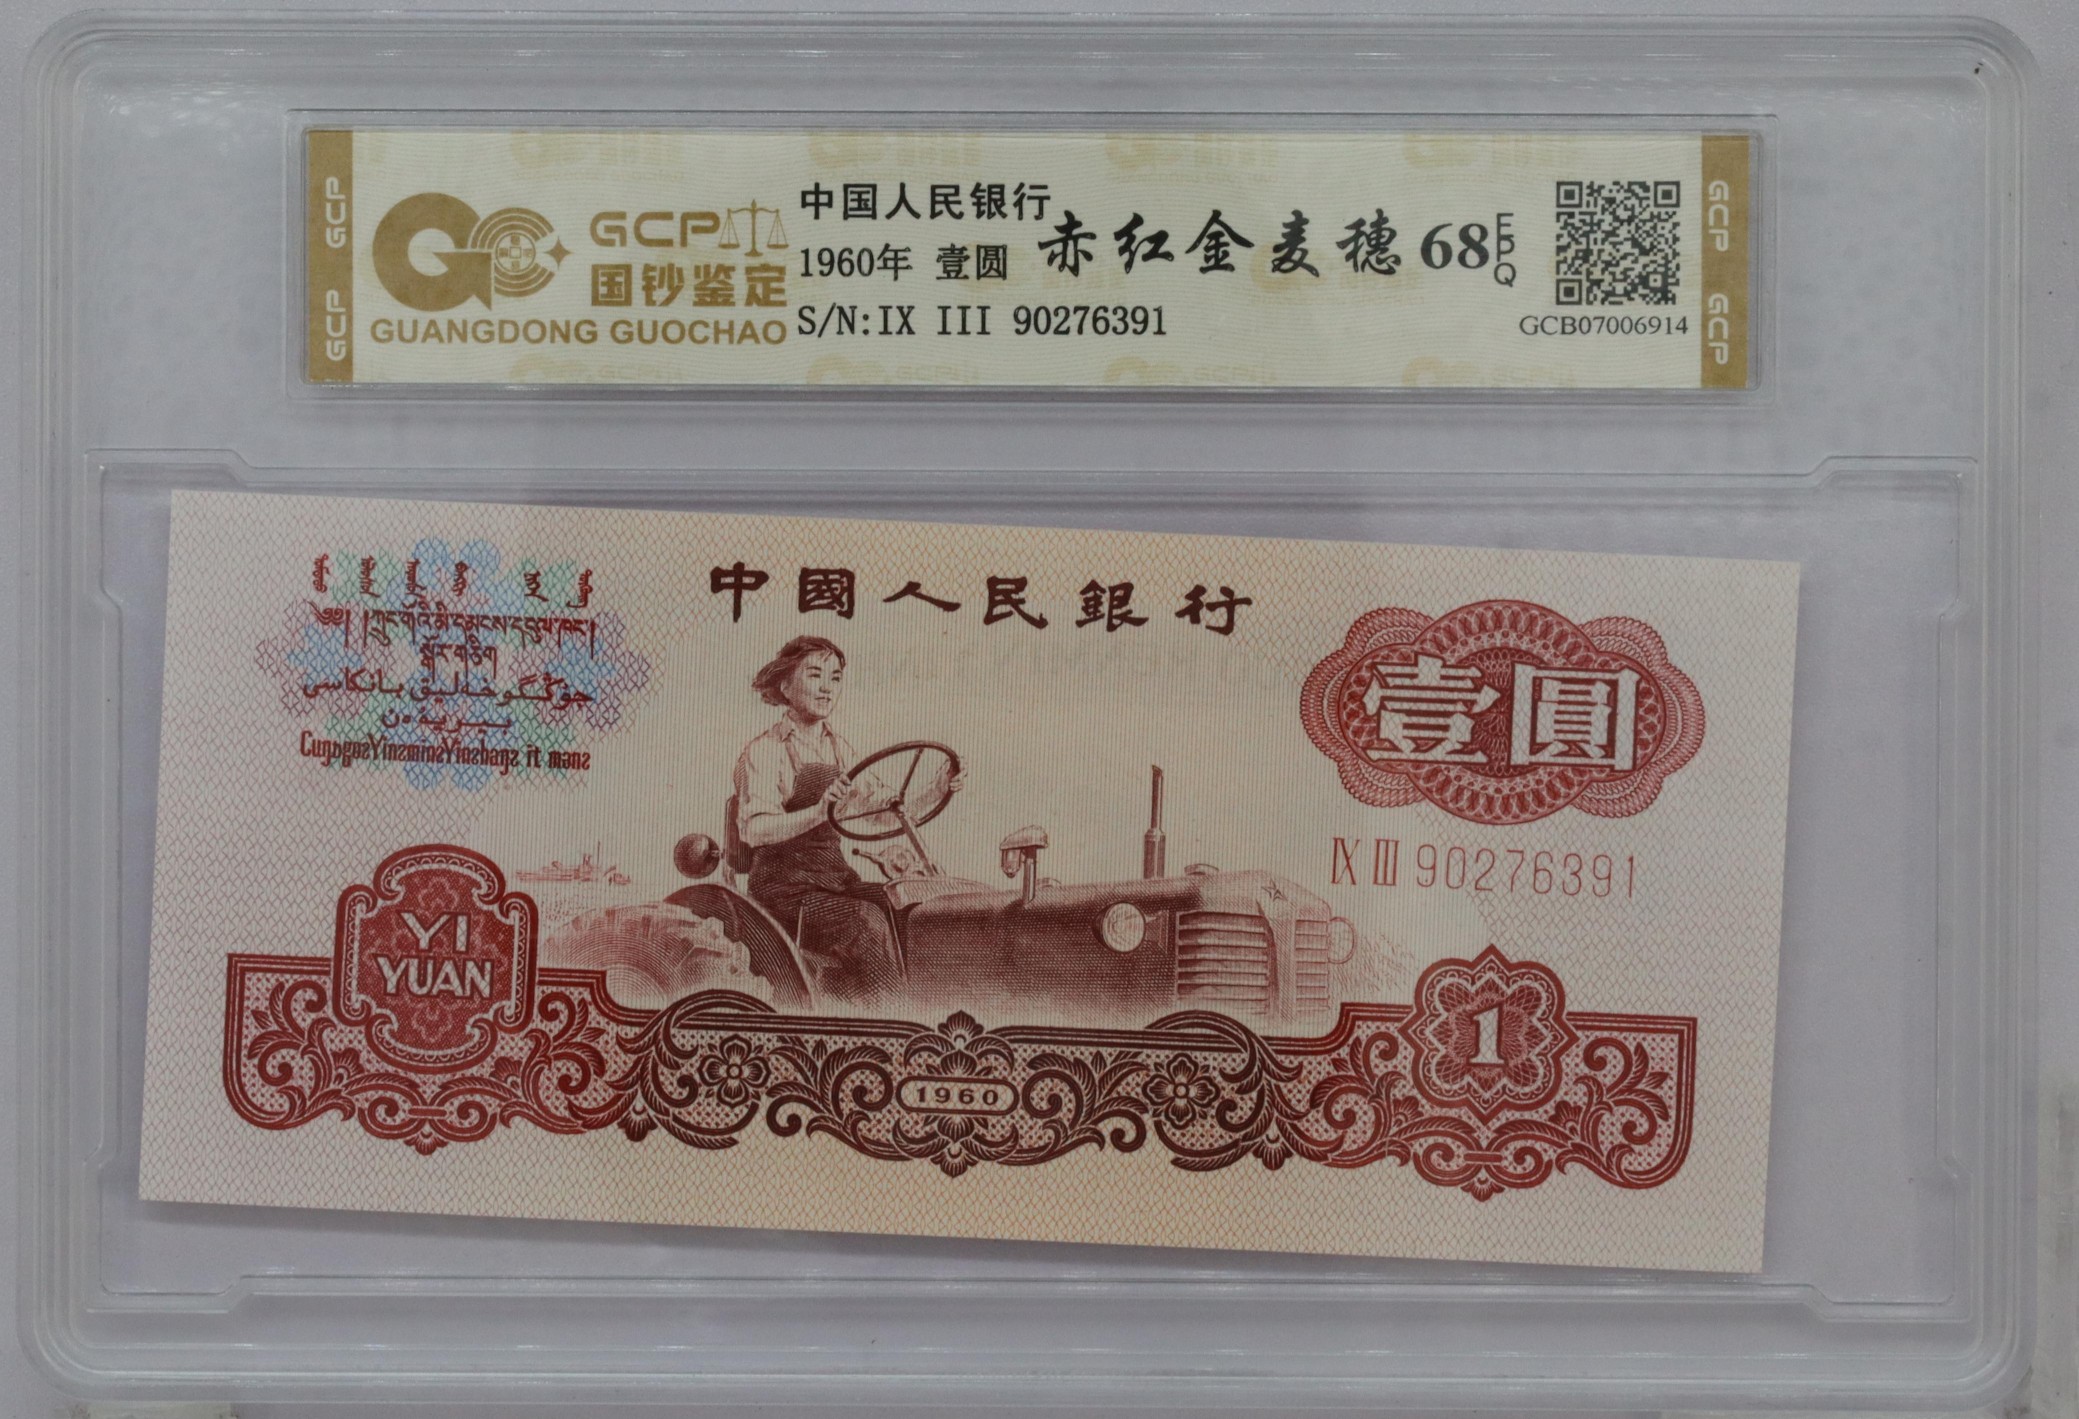 GCP
GCP
GCP
国钞鉴定
GUANGDONG GUOCHAO
中国人民银行
1960年 壹圆
赤红金麦穗 68 EPQ
S/N:IX III 90276391
GCB07006914
GCP
GCP
中國人民銀行
壹圓
IX III 90276391
YI
YUAN
1960
1